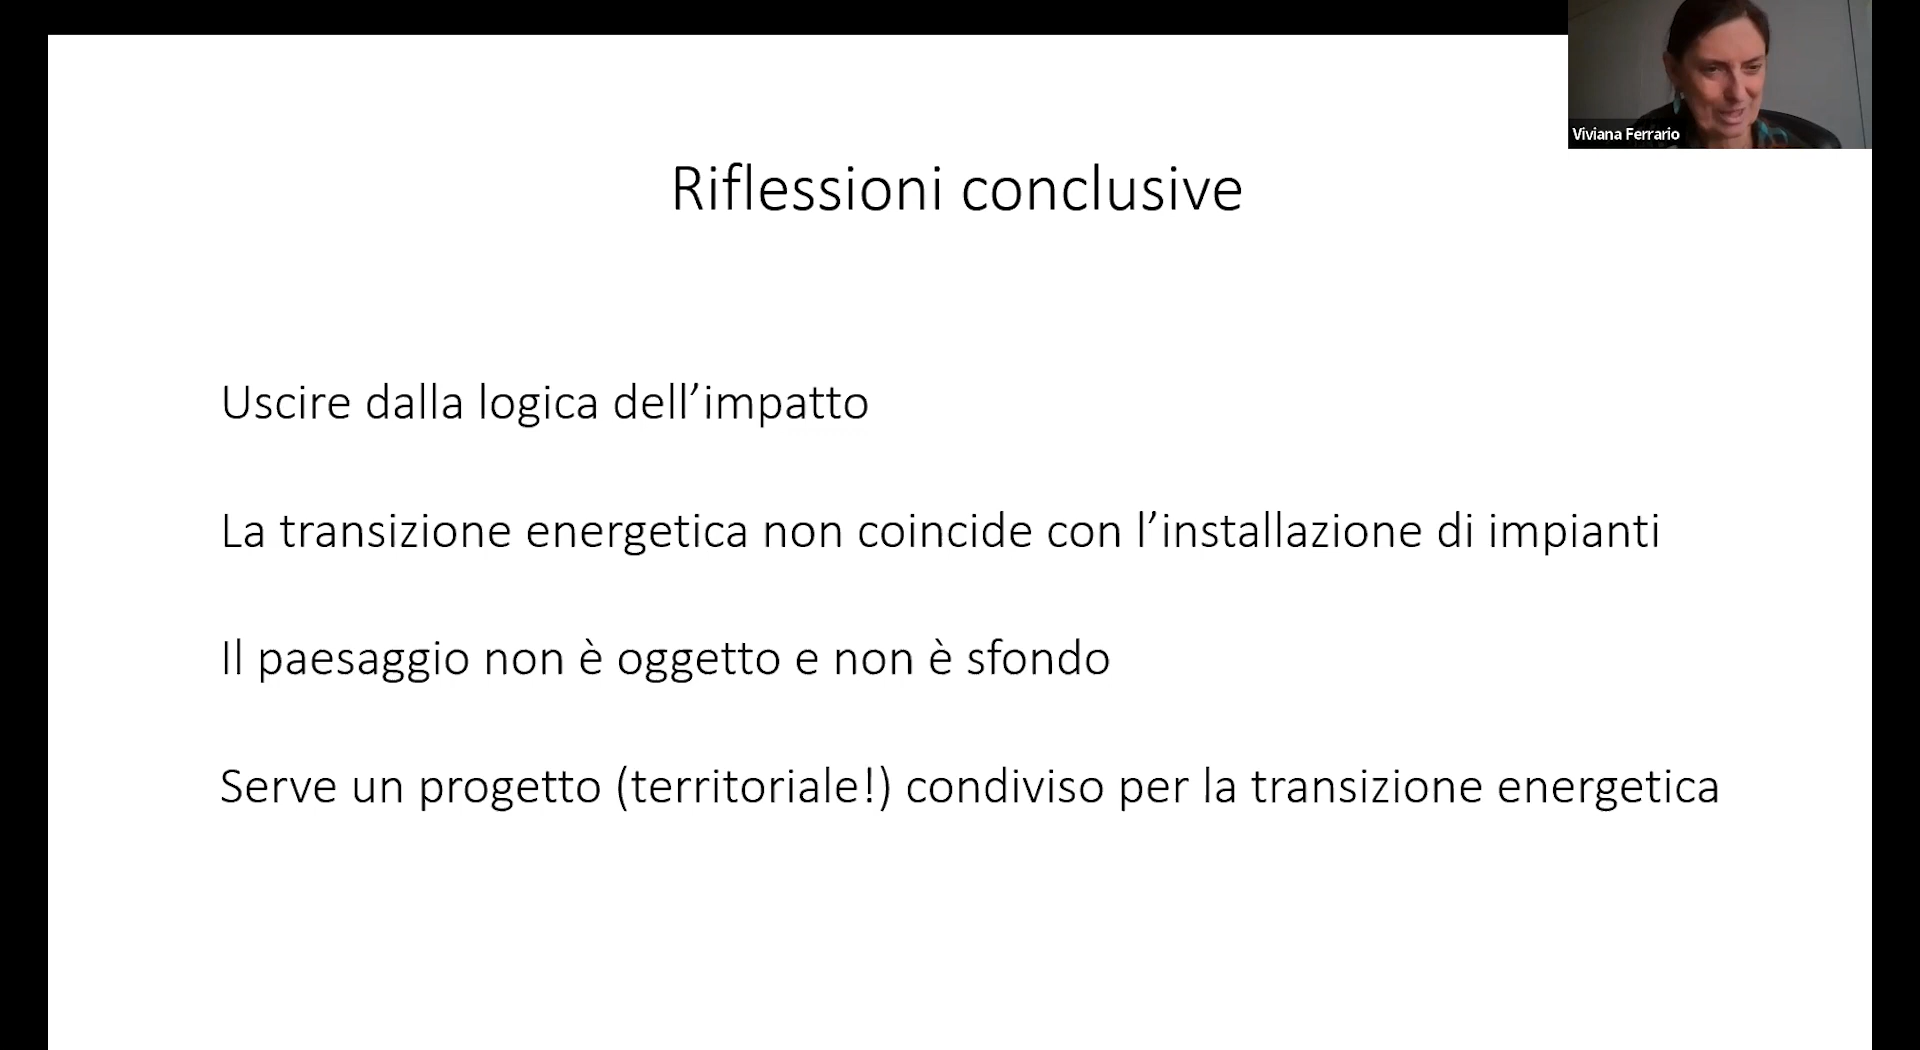 Viviana Ferrario
Riflessioni conclusive
Uscire dalla logica dell’impatto
La transizione energetica non coincide con l’installazione di impianti
Il paesaggio non è oggetto e non è sfondo
Serve un progetto (territoriale!) condiviso per la transizione energetica